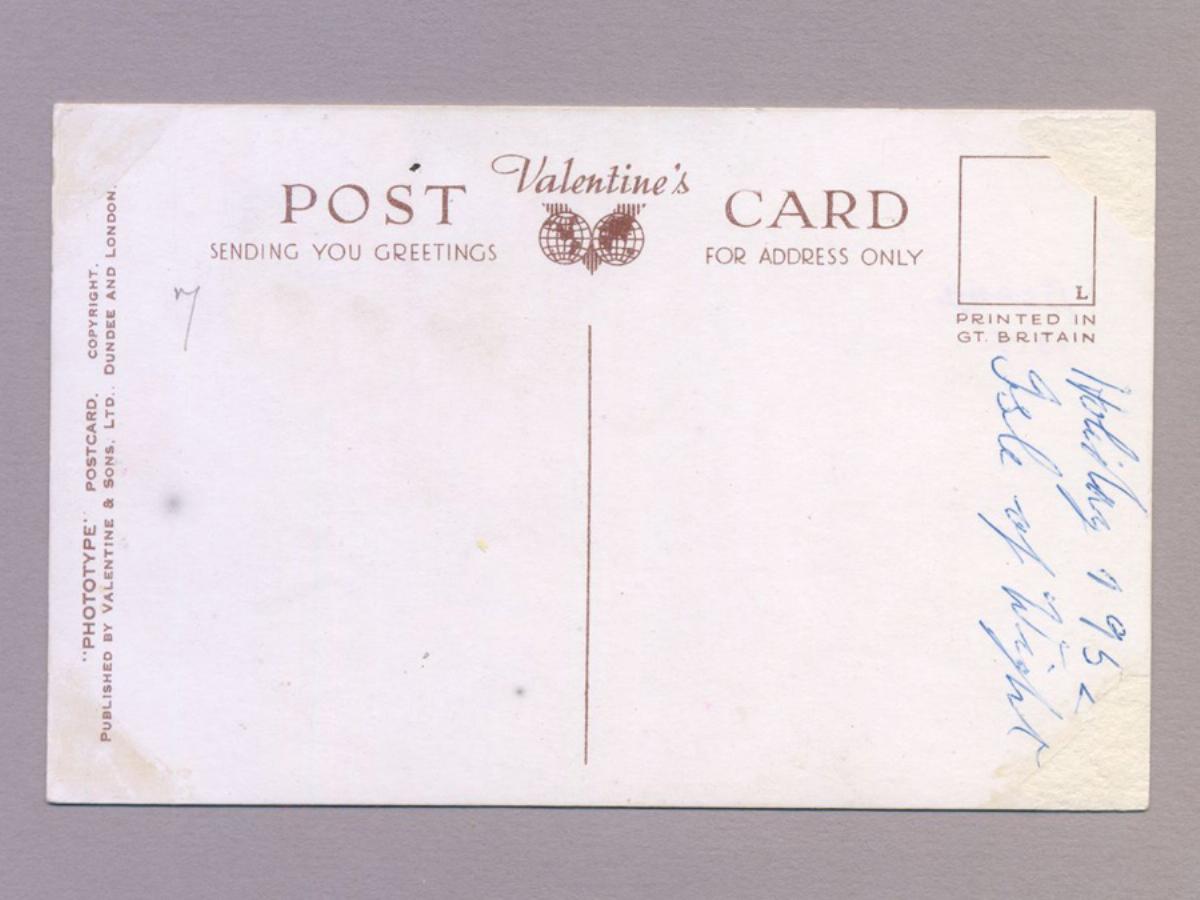 Valentine's
POST CARD
SENDING YOU GREETINGS
FOR ADDRESS ONLY
L
PRINTED IN
GT. BRITAIN
"PHOTOTYPE" POSTCARD. COPYRIGHT.
PUBLISHED BY VALENTINE & SONS, LTD., DUNDEE AND LONDON.
Holiday 1952
Isle of Wight